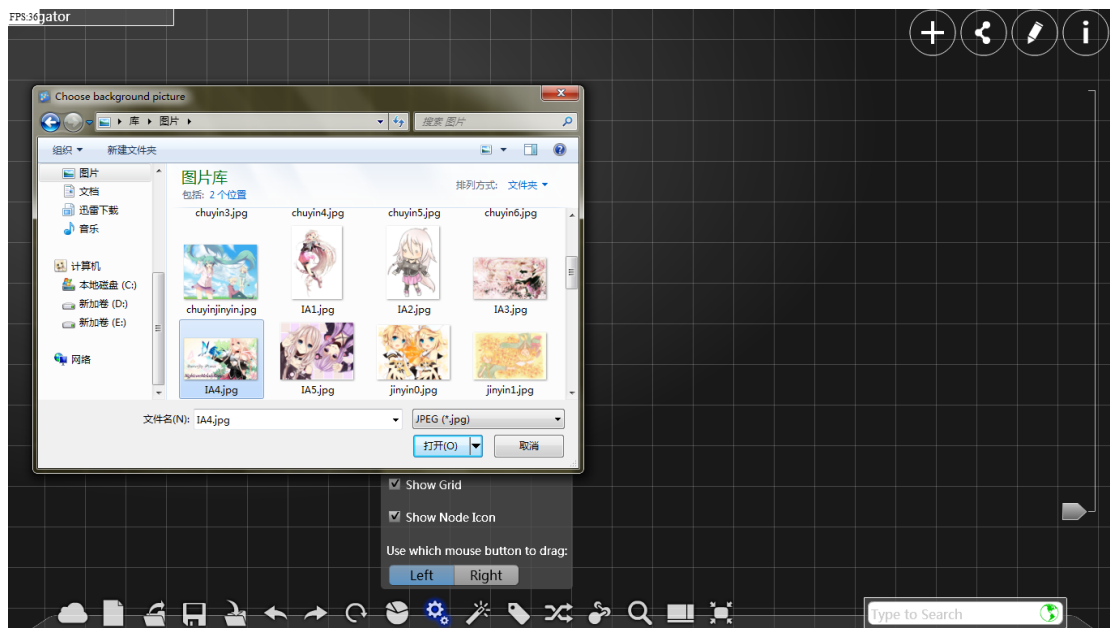 FPS:36
gator
Choose background picture
库 图片
搜索 图片
组织 新建文件夹
图片
文档
迅雷下载
音乐
计算机
本地磁盘 (C:)
新加卷 (D:)
新加卷 (E:)
网络
图片库
包括: 2 个位置
排列方式: 文件夹
chuyin3.jpg chuyin4.jpg chuyin5.jpg chuyin6.jpg
chuyinjinyin.jpg IA1.jpg IA2.jpg IA3.jpg
IA4.jpg IA5.jpg jinyin0.jpg jinyin1.jpg
文件名(N): IA4.jpg JPEG (*.jpg)
打开(O) 取消
Show Grid
Show Node Icon
Use which mouse button to drag:
Left Right
Type to Search